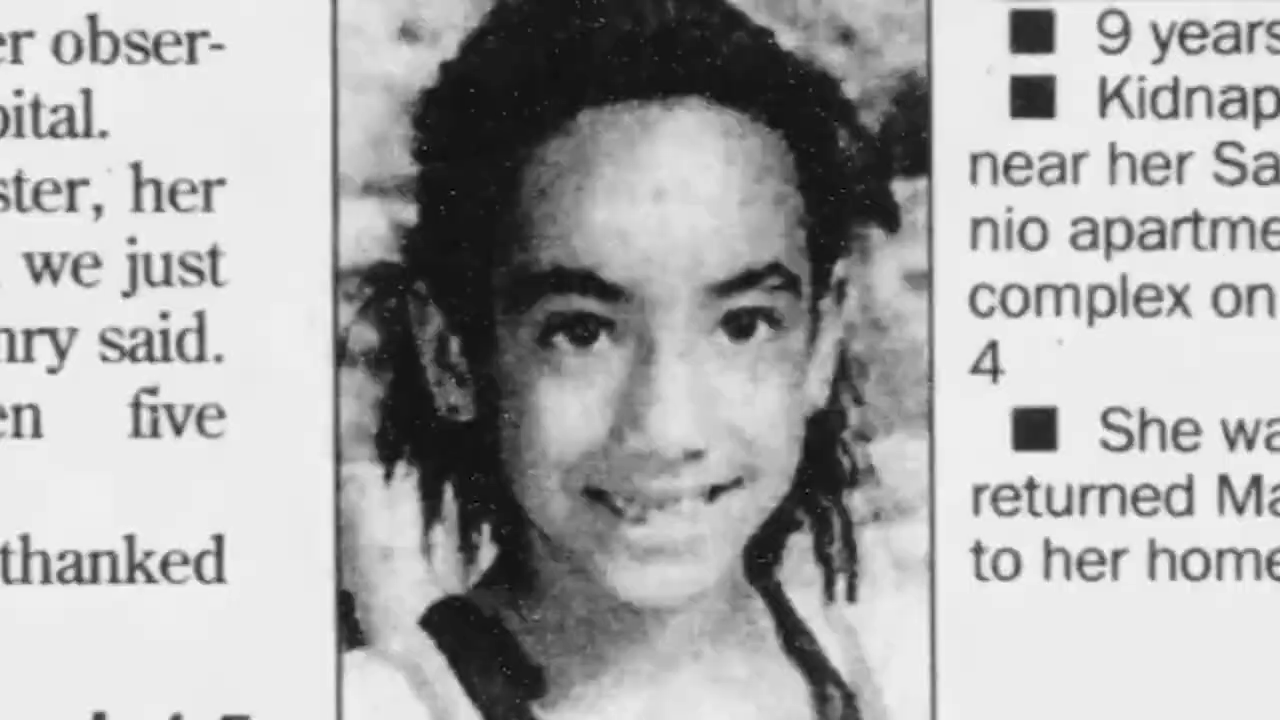 er obser-
pital.
ster, her
we just
nry said.
en five
thanked
■ 9 years
■ Kidnap
near her Sa
nio apartme
complex on
4
■ She wa
returned Ma
to her home